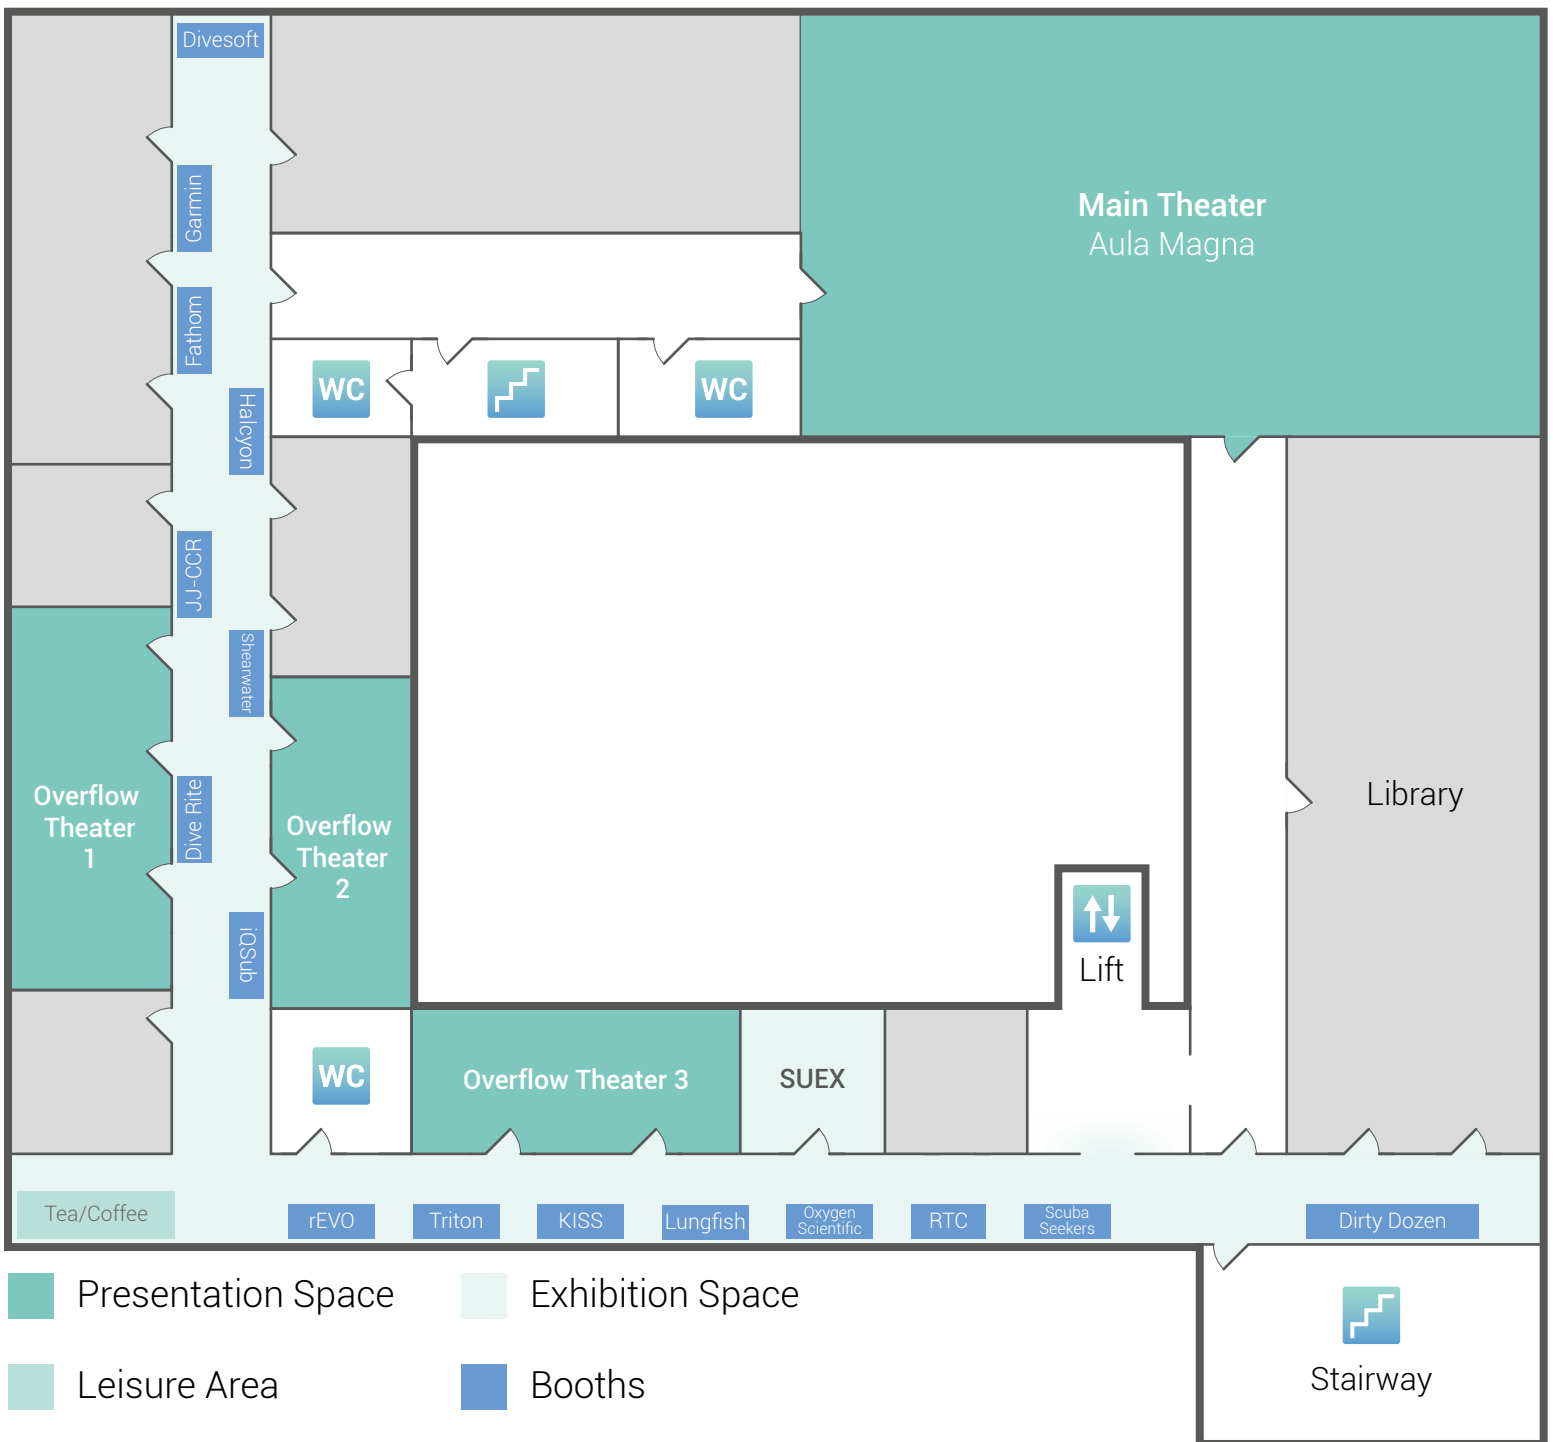 Divesoft
Garmin
Main Theater
Aula Magna
Fathom
WC
WC
Halcyon
JJ-CCR
Shearwater
Overflow
Theater
1
Dive Rite
Overflow
Theater
2
Library
iQSub
Lift
WC
Overflow Theater 3
SUEX
Tea/Coffee
rEVO
Triton
KISS
Lungfish
Oxygen
Scientific
RTC
Scuba
Seekers
Dirty Dozen
Presentation Space
Exhibition Space
Leisure Area
Booths
Stairway